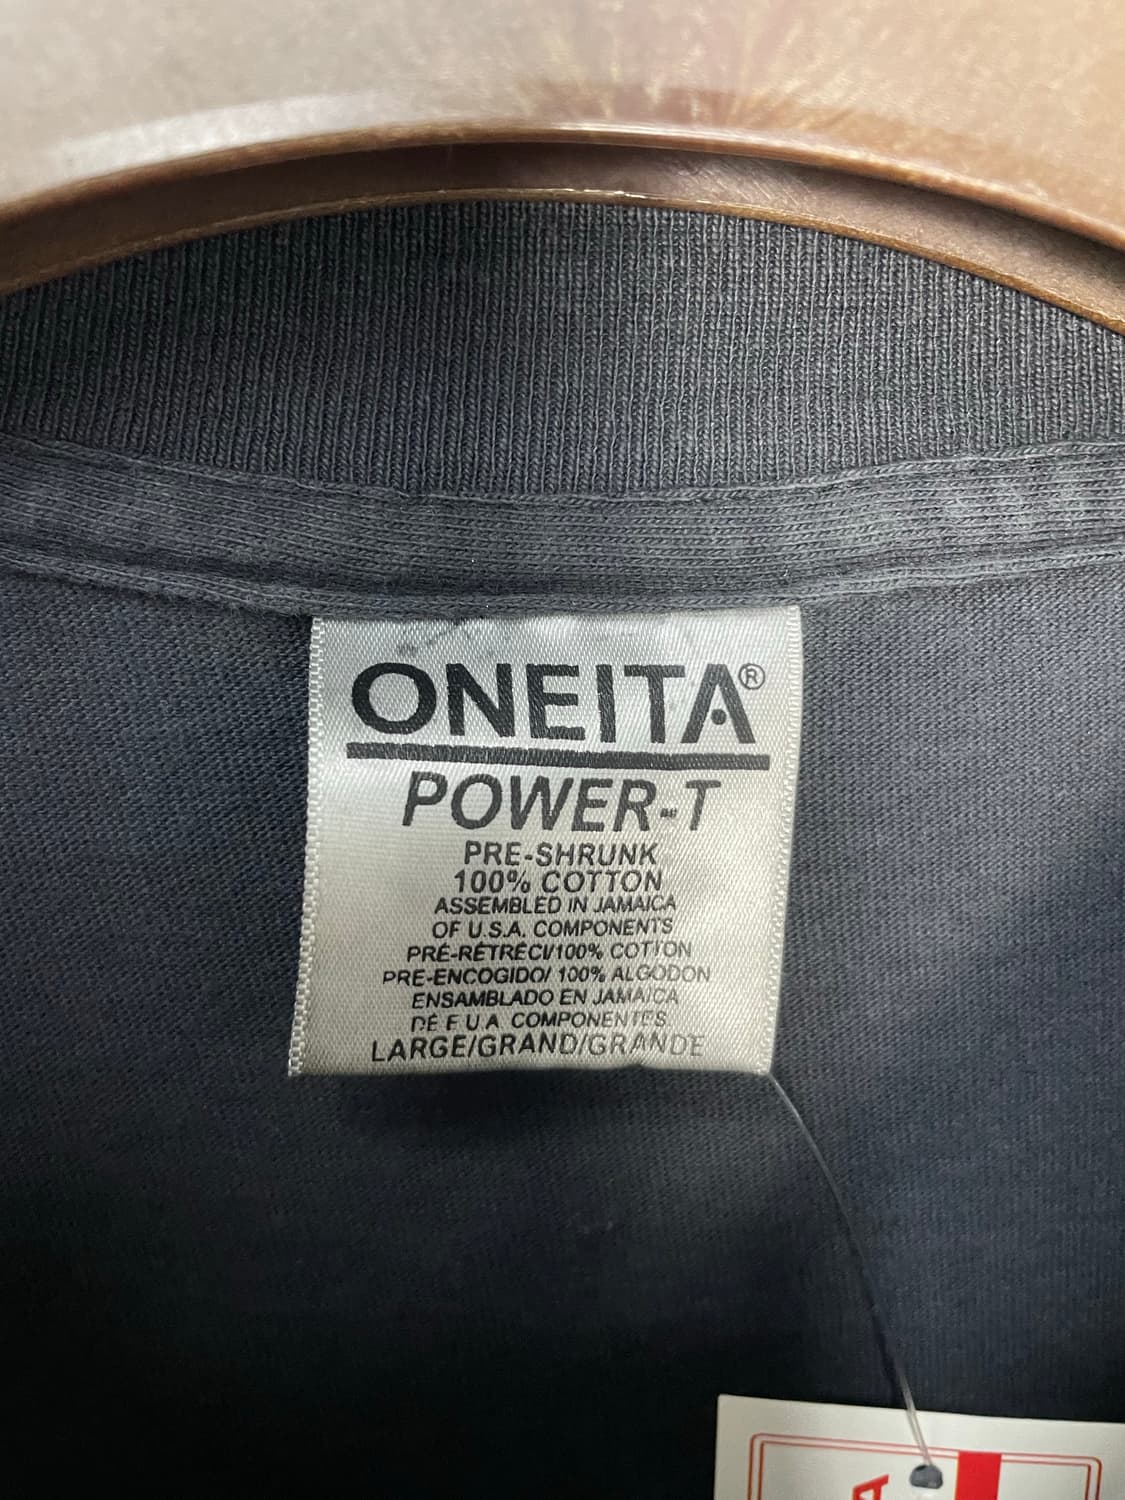 ONEITA®
POWER-T
PRE-SHRUNK
100% COTTON
ASSEMBLED IN JAMAICA
OF U.S.A. COMPONENTS
PRÉ-RÉTRÉCI/100% COTTON
PRE-ENCOGIDO/ 100% ALGODON
ENSAMBLADO EN JAMAICA
DE E U A COMPONENTES
LARGE/GRAND/GRANDE
A